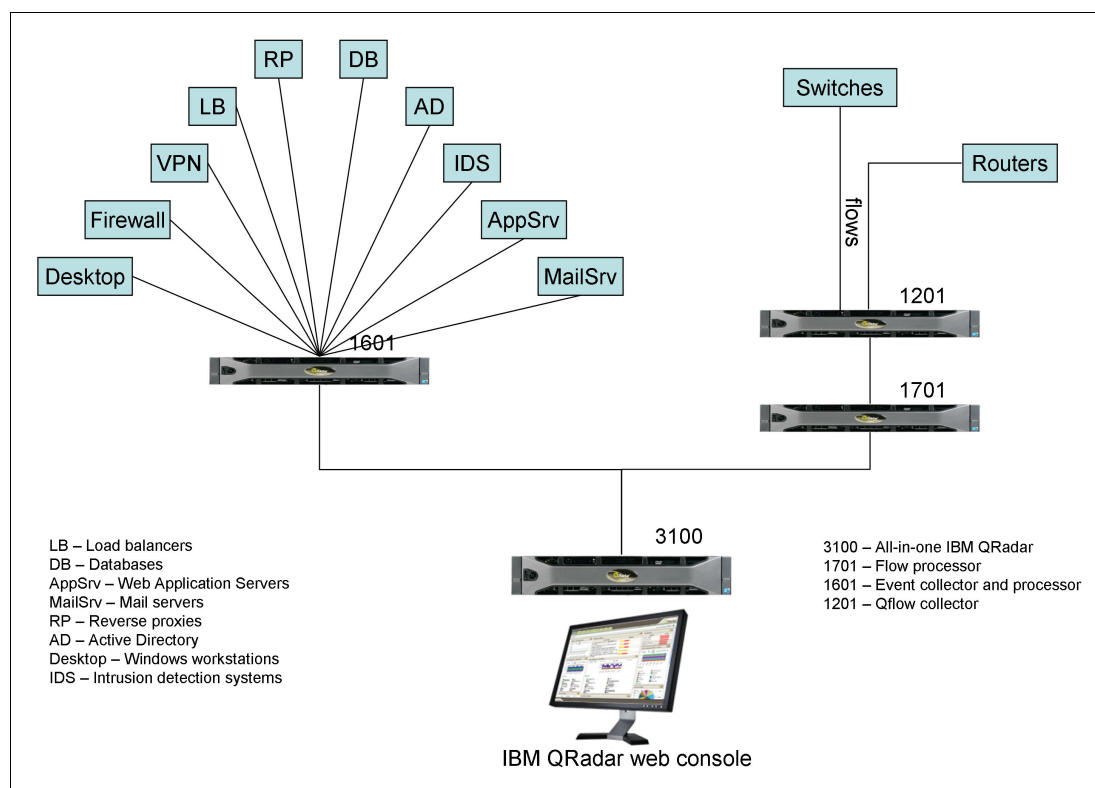 RP
DB
Switches
LB
AD
VPN
IDS
Routers
Firewall
AppSrv
flows
Desktop
MailSrv
1201
1601
1701
3100
LB – Load balancers
DB – Databases
AppSrv – Web Application Servers
MailSrv – Mail servers
RP – Reverse proxies
AD – Active Directory
Desktop – Windows workstations
IDS – Intrusion detection systems
3100 – All-in-one IBM QRadar
1701 – Flow processor
1601 – Event collector and processor
1201 – Qflow collector
IBM QRadar web console